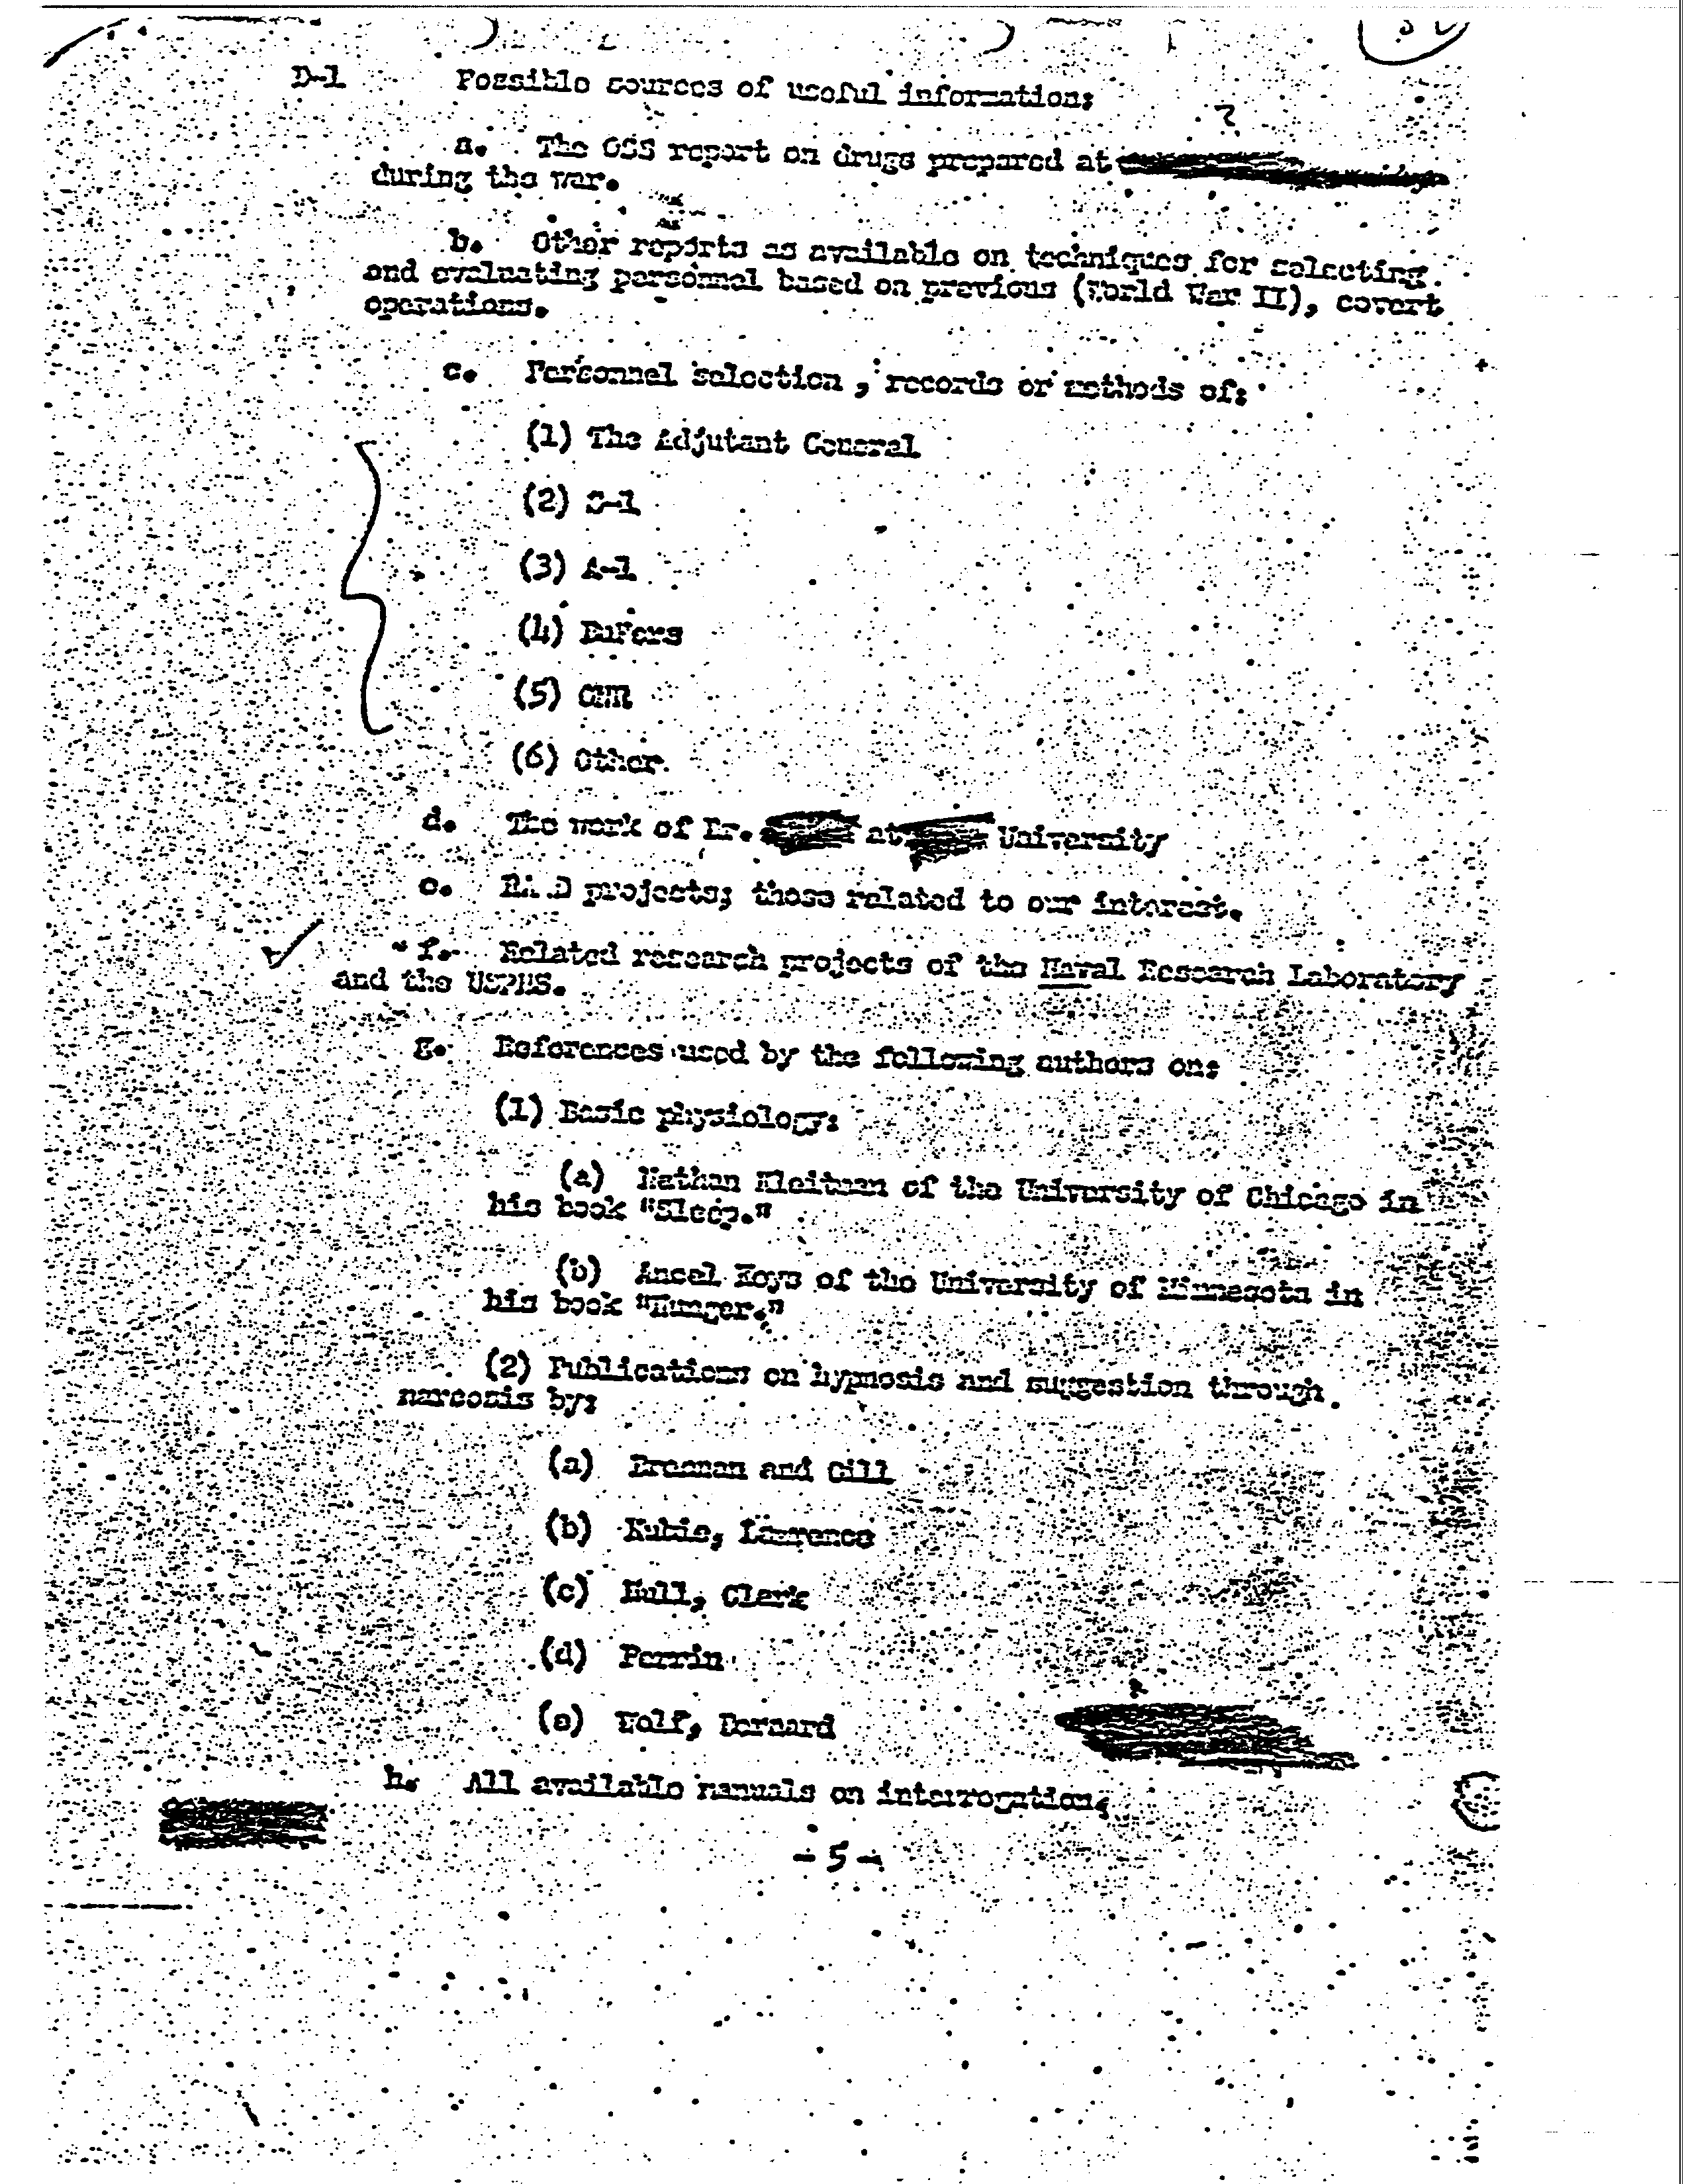 D-1 Possible sources of useful information:
a. The OSS report on drugs prepared at
during the war.
b. Other reports as available on techniques for selecting
and evaluating personnel based on previous (World War II), covert
operations.
c. Personnel selection, records or methods of:
(1) The Adjutant General
(2) G-1
(3) A-1
(4) BuPers
(5) CMM
(6) Other
d. The work of Dr. at University
e. projects; those related to our interest.
f. Related research projects of the Naval Research Laboratory
and the USPHS.
g. References used by the following authors on:
(1) Basic physiology:
(a) Nathan Kleitman of the University of Chicago in
his book "Sleep."
(b) Ancel Keys of the University of Minnesota in
his book "Hunger."
(2) Publications on hypnosis and suggestion through
narcosis by:
(a) Brenman and Gill
(b) Kubie, Lawrence
(c) Hull, Clark
(d) Perrin
(e) Wolf, Bernard
h. All available manuals on interrogation.
- 5 -